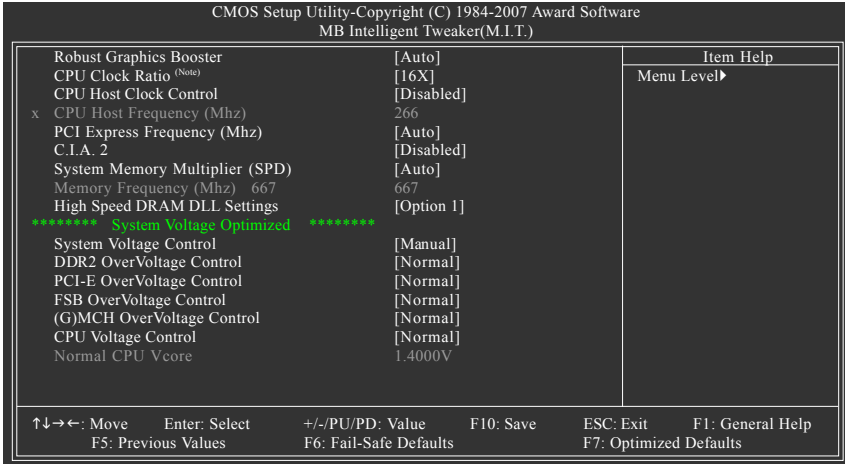 CMOS Setup Utility-Copyright (C) 1984-2007 Award Software
MB Intelligent Tweaker(M.I.T.)
Robust Graphics Booster [Auto]
CPU Clock Ratio (Note) [16X]
CPU Host Clock Control [Disabled]
x CPU Host Frequency (Mhz) 266
PCI Express Frequency (Mhz) [Auto]
C.I.A. 2 [Disabled]
System Memory Multiplier (SPD) [Auto]
Memory Frequency (Mhz) 667 667
High Speed DRAM DLL Settings [Option 1]
******** System Voltage Optimized ********
System Voltage Control [Manual]
DDR2 OverVoltage Control [Normal]
PCI-E OverVoltage Control [Normal]
FSB OverVoltage Control [Normal]
(G)MCH OverVoltage Control [Normal]
CPU Voltage Control [Normal]
Normal CPU Vcore 1.4000V
Item Help
Menu Level▶
↑↓→←: Move Enter: Select +/-/PU/PD: Value F10: Save ESC: Exit F1: General Help
F5: Previous Values F6: Fail-Safe Defaults F7: Optimized Defaults